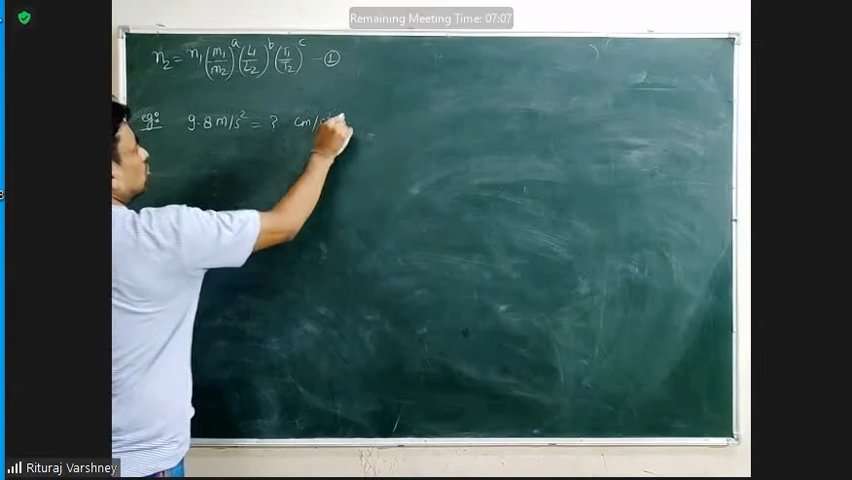 Remaining Meeting Time: 07:07
n₂ = n₁ (m₁/m₂)ᵃ (L₁/L₂)ᵇ (T₁/T₂)ᶜ — ①
eg: 9.8 m/s² = ? cm/
Rituraj Varshney